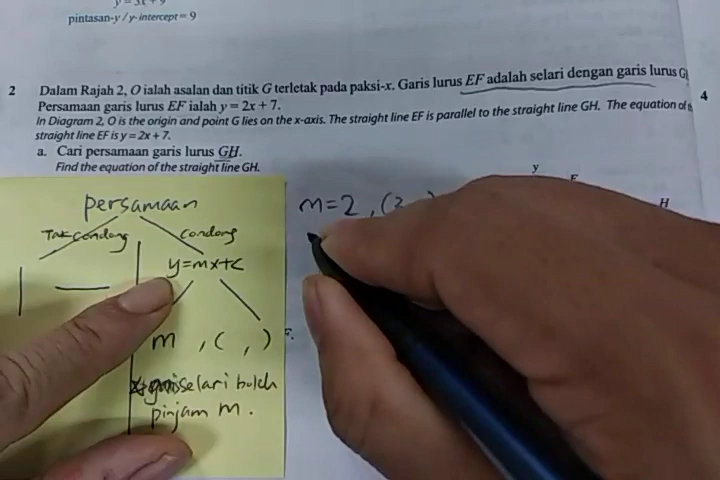 y = 3x + 9
pintasan-y / y-intercept = 9
2 Dalam Rajah 2, O ialah asalan dan titik G terletak pada paksi-x. Garis lurus EF adalah selari dengan garis lurus G
4
Persamaan garis lurus EF ialah y = 2x + 7.
In Diagram 2, O is the origin and point G lies on the x-axis. The straight line EF is parallel to the straight line GH. The equation of
straight line EF is y = 2x + 7.
a. Cari persamaan garis lurus GH.
Find the equation of the straight line GH.
y
F
H
persamaan
m=2, (3
Tak condong
condong
y=mx+c
m , ( , )
F.
selari boleh
pinjam m.